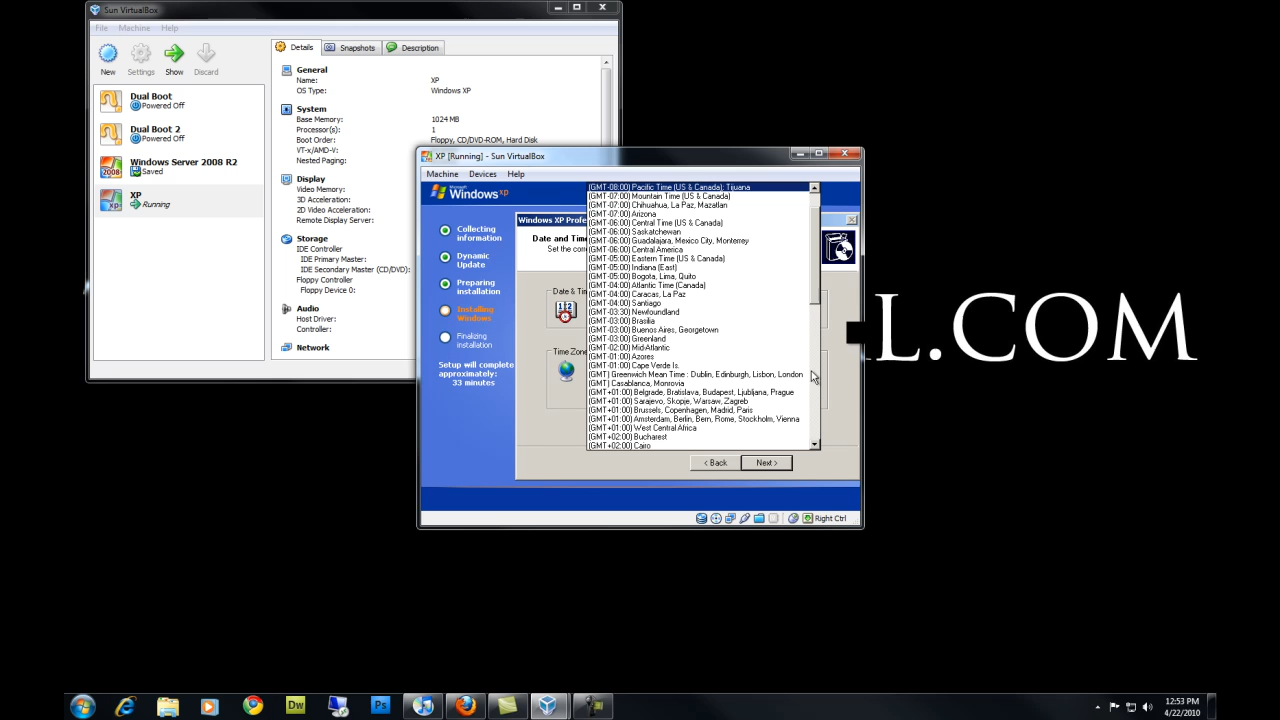 Sun VirtualBox
File Machine Help
New Settings Show Discard
Details Snapshots Description
Dual Boot
Powered Off
Dual Boot 2
Powered Off
Windows Server 2008 R2
Saved
XP
Running
General
Name: XP
OS Type: Windows XP
System
Base Memory: 1024 MB
Processor(s): 1
Boot Order: Floppy, CD/DVD-ROM, Hard Disk
VT-x/AMD-V:
Nested Paging:
Display
Video Memory:
3D Acceleration:
2D Video Acceleration:
Remote Display Server:
Storage
IDE Controller
IDE Primary Master:
IDE Secondary Master (CD/DVD):
Floppy Controller
Floppy Device 0:
Audio
Host Driver:
Controller:
Network
XP [Running] - Sun VirtualBox
Machine Devices Help
Microsoft
Windows xp
Collecting
information
Dynamic
Update
Preparing
installation
Installing
Windows
Finalizing
installation
Setup will complete
approximately:
33 minutes
Windows XP Profe
Date and Time
Set the com
Date & Ti
Time Zone
(GMT-08:00) Pacific Time (US & Canada); Tijuana
(GMT-07:00) Mountain Time (US & Canada)
(GMT-07:00) Chihuahua, La Paz, Mazatlan
(GMT-07:00) Arizona
(GMT-06:00) Central Time (US & Canada)
(GMT-06:00) Saskatchewan
(GMT-06:00) Guadalajara, Mexico City, Monterrey
(GMT-06:00) Central America
(GMT-05:00) Eastern Time (US & Canada)
(GMT-05:00) Indiana (East)
(GMT-05:00) Bogota, Lima, Quito
(GMT-04:00) Atlantic Time (Canada)
(GMT-04:00) Caracas, La Paz
(GMT-04:00) Santiago
(GMT-03:30) Newfoundland
(GMT-03:00) Brasilia
(GMT-03:00) Buenos Aires, Georgetown
(GMT-03:00) Greenland
(GMT-02:00) Mid-Atlantic
(GMT-01:00) Azores
(GMT-01:00) Cape Verde Is.
(GMT) Greenwich Mean Time : Dublin, Edinburgh, Lisbon, London
(GMT) Casablanca, Monrovia
(GMT+01:00) Belgrade, Bratislava, Budapest, Ljubljana, Prague
(GMT+01:00) Sarajevo, Skopje, Warsaw, Zagreb
(GMT+01:00) Brussels, Copenhagen, Madrid, Paris
(GMT+01:00) Amsterdam, Berlin, Bern, Rome, Stockholm, Vienna
(GMT+01:00) West Central Africa
(GMT+02:00) Bucharest
(GMT+02:00) Cairo
< Back Next >
Right Ctrl
L.COM
Dw
Ps
12:53 PM
4/22/2010